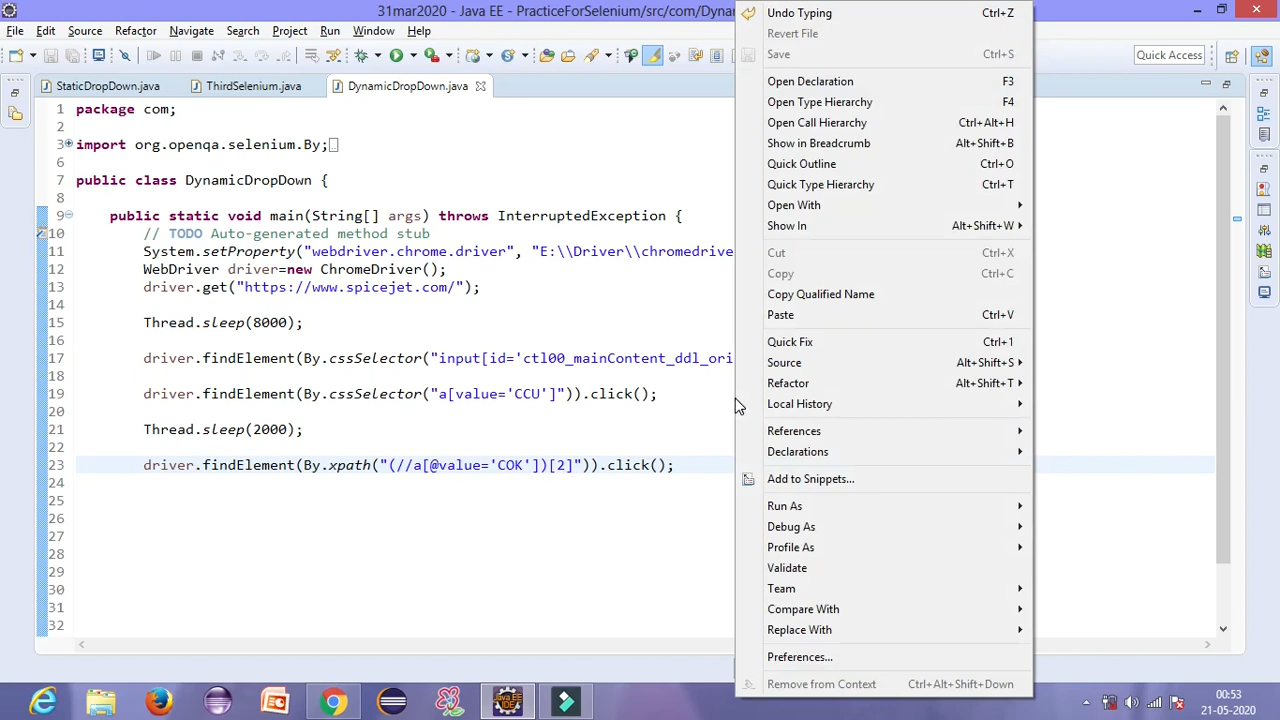 31mar2020 - Java EE - PracticeForSelenium/src/com/Dyna
File Edit Source Refactor Navigate Search Project Run Window Help
Quick Access
StaticDropDown.java ThirdSelenium.java DynamicDropDown.java
1 package com;
2
3 import org.openqa.selenium.By;
6
7 public class DynamicDropDown {
8
9 public static void main(String[] args) throws InterruptedException {
10 // TODO Auto-generated method stub
11 System.setProperty("webdriver.chrome.driver", "E:\\Driver\\chromedrive
12 WebDriver driver=new ChromeDriver();
13 driver.get("https://www.spicejet.com/");
14
15 Thread.sleep(8000);
16
17 driver.findElement(By.cssSelector("input[id='ctl00_mainContent_ddl_ori
18
19 driver.findElement(By.cssSelector("a[value='CCU']")).click();
20
21 Thread.sleep(2000);
22
23 driver.findElement(By.xpath("(//a[@value='COK'])[2]")).click();
24
25
26
27
28
29
30
31
32
Undo Typing Ctrl+Z
Revert File
Save Ctrl+S
Open Declaration F3
Open Type Hierarchy F4
Open Call Hierarchy Ctrl+Alt+H
Show in Breadcrumb Alt+Shift+B
Quick Outline Ctrl+O
Quick Type Hierarchy Ctrl+T
Open With
Show In Alt+Shift+W
Cut Ctrl+X
Copy Ctrl+C
Copy Qualified Name
Paste Ctrl+V
Quick Fix Ctrl+1
Source Alt+Shift+S
Refactor Alt+Shift+T
Local History
References
Declarations
Add to Snippets...
Run As
Debug As
Profile As
Validate
Team
Compare With
Replace With
Preferences...
Remove from Context Ctrl+Alt+Shift+Down
00:53
21-05-2020